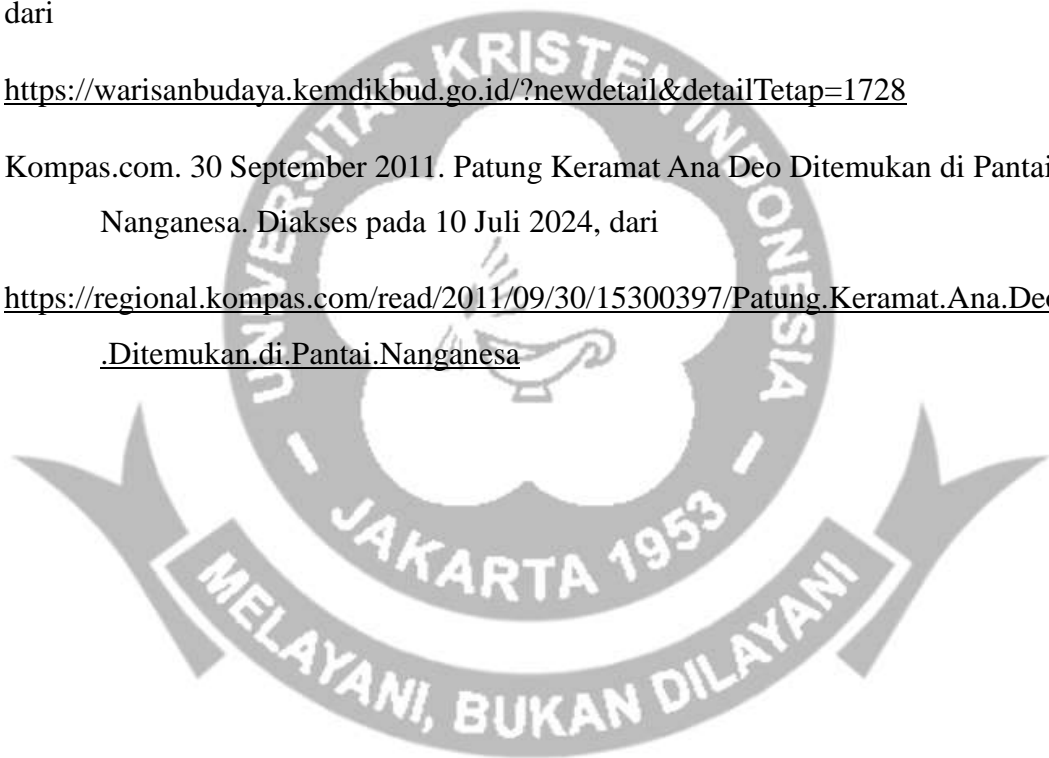 dari
https://warisanbudaya.kemdikbud.go.id/?newdetail&detailTetap=1728
Kompas.com. 30 September 2011. Patung Keramat Ana Deo Ditemukan di Pantai
Nanganesa. Diakses pada 10 Juli 2024, dari
https://regional.kompas.com/read/2011/09/30/15300397/Patung.Keramat.Ana.Deo
.Ditemukan.di.Pantai.Nanganesa
UNIVERSITAS KRISTEN INDONESIA
– JAKARTA 1953 –
MELAYANI, BUKAN DILAYANI